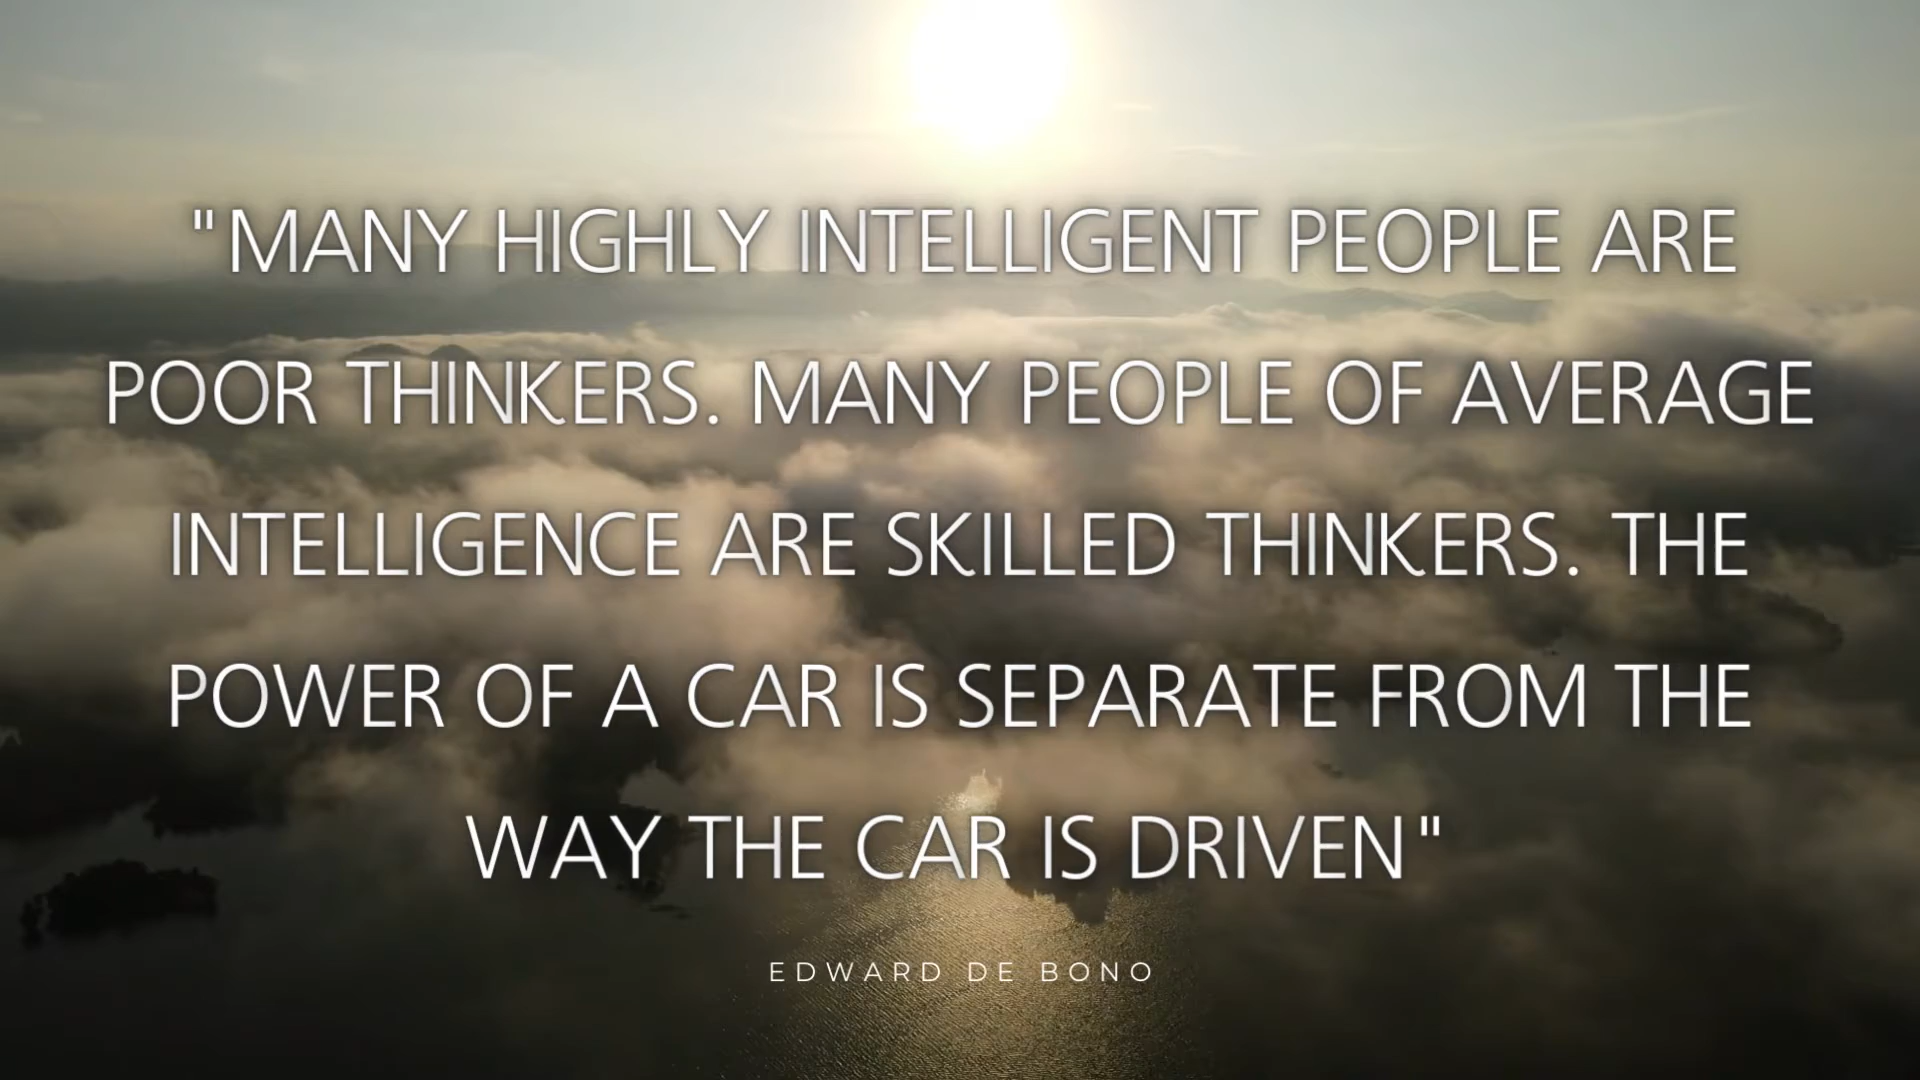 "MANY HIGHLY INTELLIGENT PEOPLE ARE
POOR THINKERS. MANY PEOPLE OF AVERAGE
INTELLIGENCE ARE SKILLED THINKERS. THE
POWER OF A CAR IS SEPARATE FROM THE
WAY THE CAR IS DRIVEN"
EDWARD DE BONO